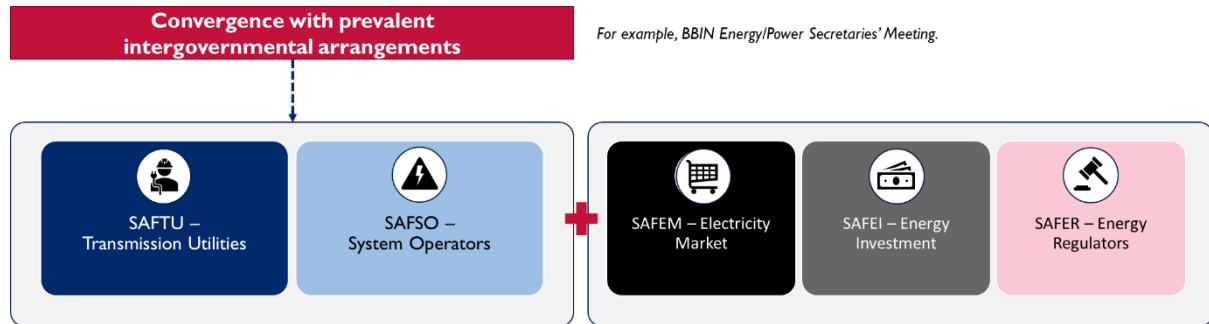 Convergence with prevalent
intergovernmental arrangements
For example, BBIN Energy/Power Secretaries' Meeting.
SAFTU –
Transmission Utilities
SAFSO –
System Operators
SAFEM – Electricity
Market
SAFEI – Energy
Investment
SAFER – Energy
Regulators